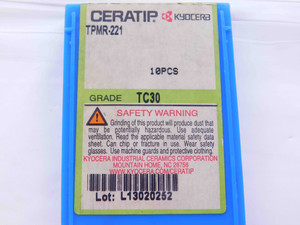 CERATIP KYOCERA
TPMR-221
10PCS
GRADE TC30
SAFETY WARNING
Grinding of this product will produce dust that
may be potentially hazardous. Use adequate
ventilation. Read the applicable material safety data
sheet. Can chip or fracture in use. Wear safety
glasses. Use machine guards and protective clothing.
KYOCERA INDUSTRIAL CERAMICS CORPORATION
MOUNTAIN HOME, NC 28758
WWW.KYOCERA.COM/CERATIP
Lot: L13020252